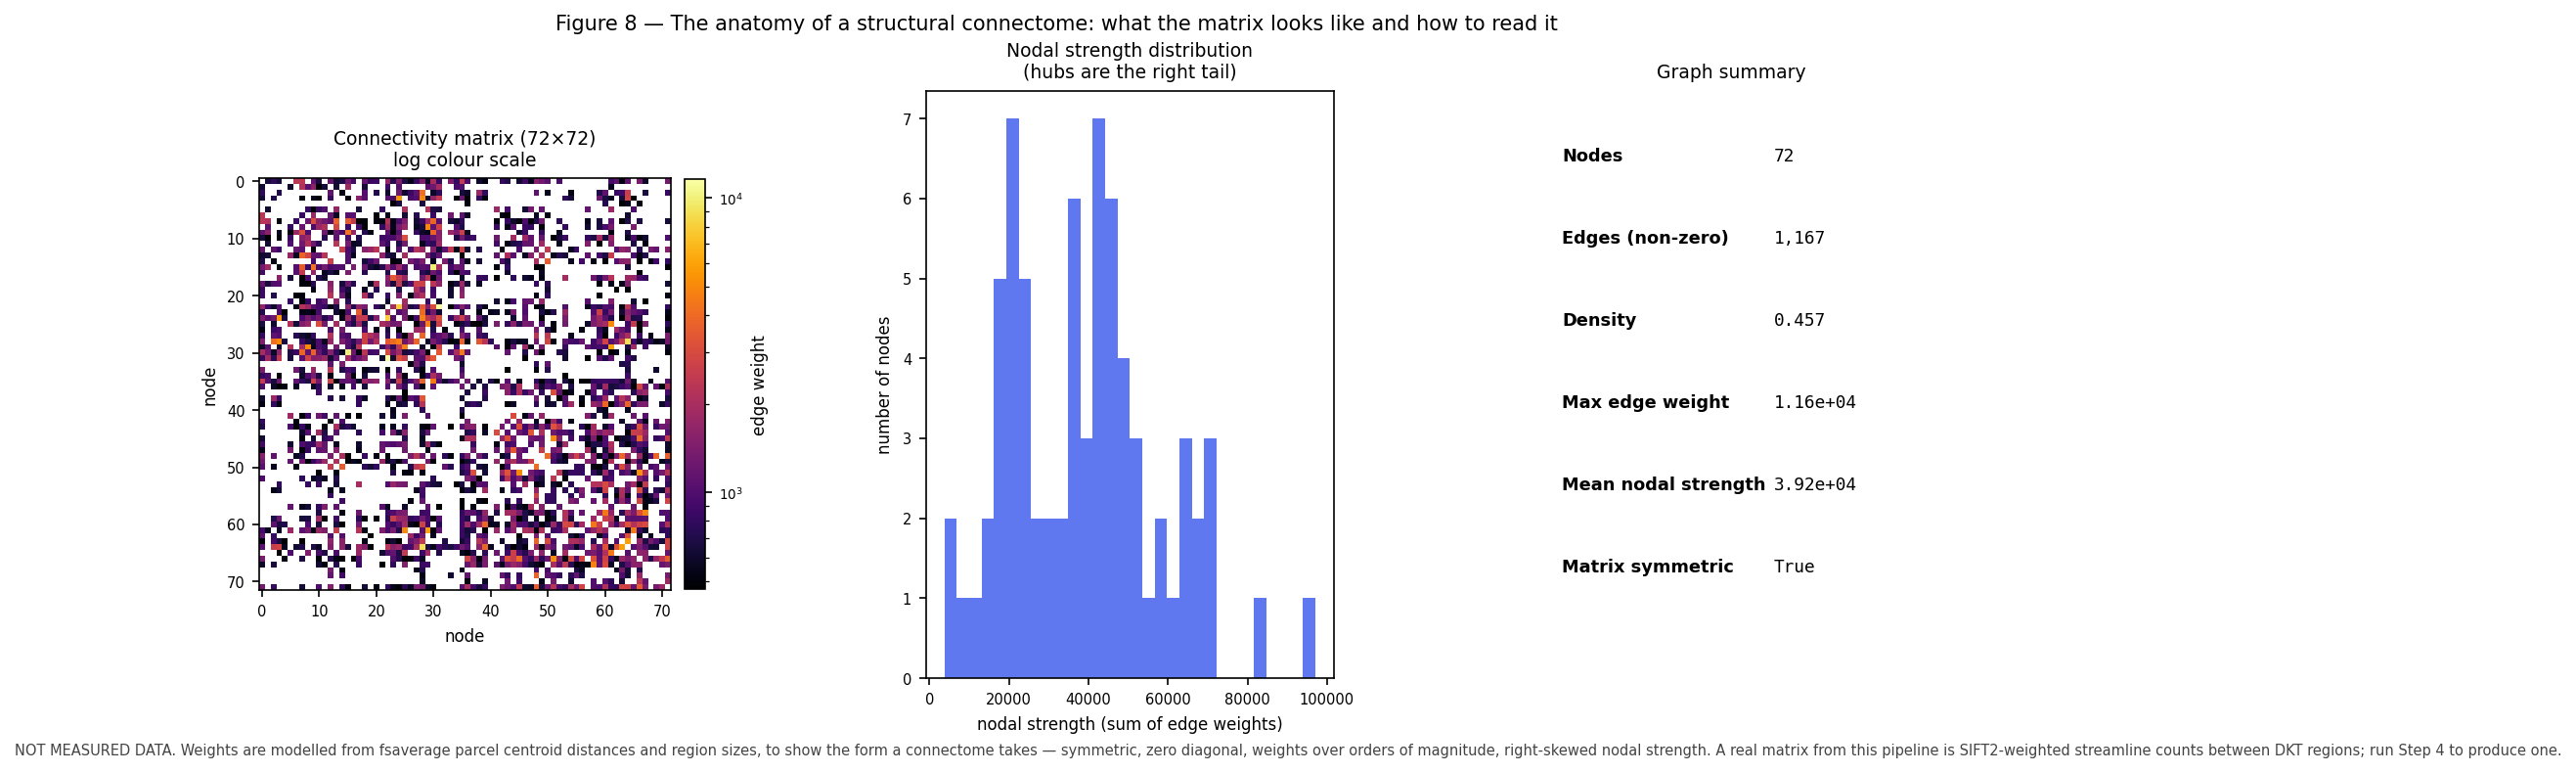 Figure 8 — The anatomy of a structural connectome: what the matrix looks like and how to read it
Connectivity matrix (72×72)
log colour scale
0
10
20
30
40
50
60
70
node
0 10 20 30 40 50 60 70
node
10⁴
10³
edge weight
Nodal strength distribution
(hubs are the right tail)
7
6
5
4
3
2
1
0
number of nodes
0 20000 40000 60000 80000 100000
nodal strength (sum of edge weights)
Graph summary
Nodes 72
Edges (non-zero) 1,167
Density 0.457
Max edge weight 1.16e+04
Mean nodal strength 3.92e+04
Matrix symmetric True
NOT MEASURED DATA. Weights are modelled from fsaverage parcel centroid distances and region sizes, to show the form a connectome takes — symmetric, zero diagonal, weights over orders of magnitude, right-skewed nodal strength. A real matrix from this pipeline is SIFT2-weighted streamline counts between DKT regions; run Step 4 to produce one.